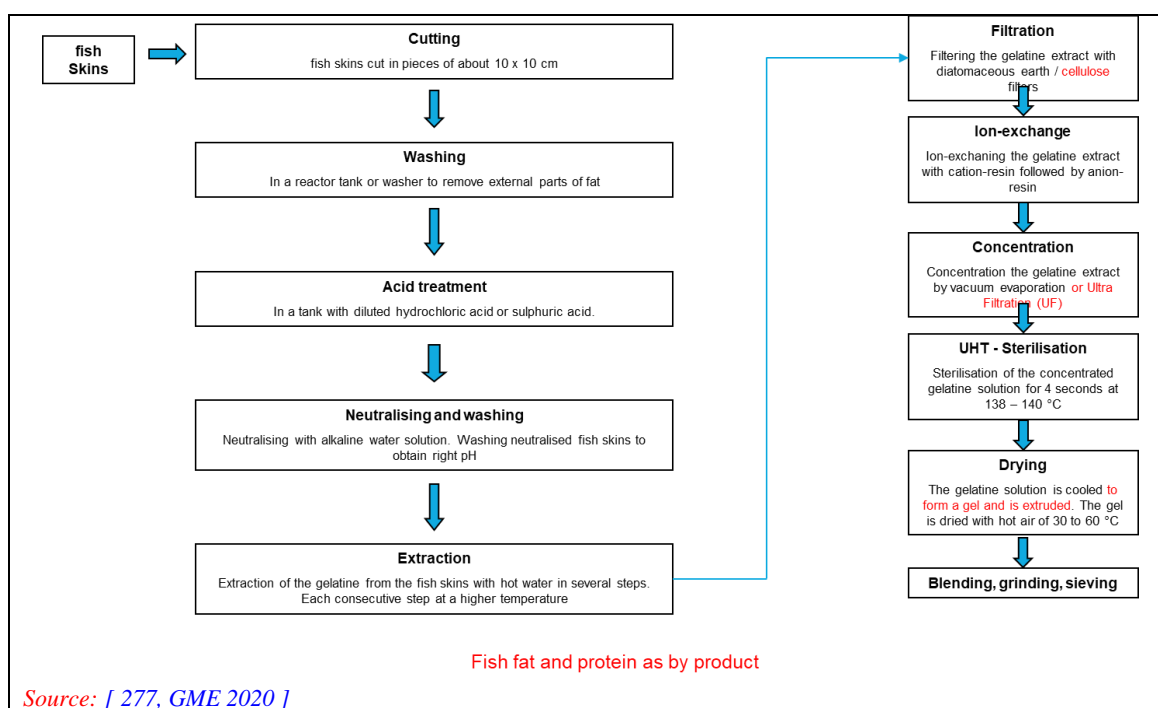 fish
Skins
Cutting
fish skins cut in pieces of about 10 x 10 cm
Washing
In a reactor tank or washer to remove external parts of fat
Acid treatment
In a tank with diluted hydrochloric acid or sulphuric acid.
Neutralising and washing
Neutralising with alkaline water solution. Washing neutralised fish skins to
obtain right pH
Extraction
Extraction of the gelatine from the fish skins with hot water in several steps.
Each consecutive step at a higher temperature
Filtration
Filtering the gelatine extract with
diatomaceous earth / cellulose
filters
Ion-exchange
Ion-exchaning the gelatine extract
with cation-resin followed by anion-
resin
Concentration
Concentration the gelatine extract
by vacuum evaporation or Ultra
Filtration (UF)
UHT - Sterilisation
Sterilisation of the concentrated
gelatine solution for 4 seconds at
138 – 140 °C
Drying
The gelatine solution is cooled to
form a gel and is extruded. The gel
is dried with hot air of 30 to 60 °C
Blending, grinding, sieving
Fish fat and protein as by product
Source: [ 277, GME 2020 ]